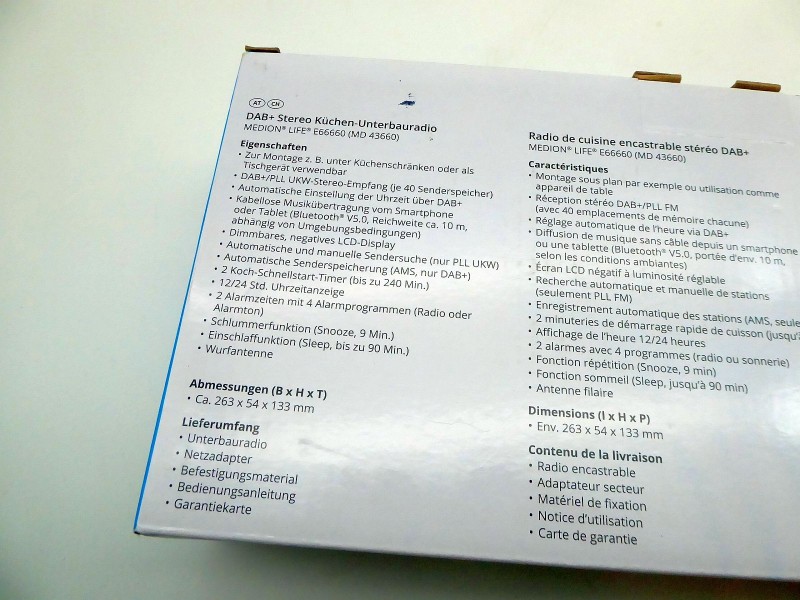 AT CH
DAB+ Stereo Küchen-Unterbauradio
MEDION® LIFE® E66660 (MD 43660)
Eigenschaften
• Zur Montage z. B. unter Küchenschränken oder als
Tischgerät verwendbar
• DAB+/PLL UKW-Stereo-Empfang (je 40 Senderspeicher)
• Automatische Einstellung der Uhrzeit über DAB+
• Kabellose Musikübertragung vom Smartphone
oder Tablet (Bluetooth® V5.0, Reichweite ca. 10 m,
abhängig von Umgebungsbedingungen)
• Dimmbares, negatives LCD-Display
• Automatische und manuelle Sendersuche (nur PLL UKW)
• Automatische Senderspeicherung (AMS, nur DAB+)
• 2 Koch-Schnellstart-Timer (bis zu 240 Min.)
• 12/24 Std. Uhrzeitanzeige
• 2 Alarmzeiten mit 4 Alarmprogrammen (Radio oder
Alarmton)
• Schlummerfunktion (Snooze, 9 Min.)
• Einschlaffunktion (Sleep, bis zu 90 Min.)
• Wurfantenne
Abmessungen (B x H x T)
• Ca. 263 x 54 x 133 mm
Lieferumfang
• Unterbauradio
• Netzadapter
• Befestigungsmaterial
• Bedienungsanleitung
• Garantiekarte
Radio de cuisine encastrable stéréo DAB+
MEDION® LIFE® E66660 (MD 43660)
Caractéristiques
• Montage sous plan par exemple ou utilisation comme
appareil de table
• Réception stéréo DAB+/PLL FM
(avec 40 emplacements de mémoire chacune)
• Réglage automatique de l'heure via DAB+
• Diffusion de musique sans câble depuis un smartphone
ou une tablette (Bluetooth® V5.0, portée d'env. 10 m,
selon les conditions ambiantes)
• Écran LCD négatif à luminosité réglable
• Recherche automatique et manuelle de stations
(seulement PLL FM)
• Enregistrement automatique des stations (AMS, seule
• 2 minuteries de démarrage rapide de cuisson (jusqu'à
• Affichage de l'heure 12/24 heures
• 2 alarmes avec 4 programmes (radio ou sonnerie)
• Fonction répétition (Snooze, 9 min)
• Fonction sommeil (Sleep, jusqu'à 90 min)
• Antenne filaire
Dimensions (l x H x P)
• Env. 263 x 54 x 133 mm
Contenu de la livraison
• Radio encastrable
• Adaptateur secteur
• Matériel de fixation
• Notice d'utilisation
• Carte de garantie